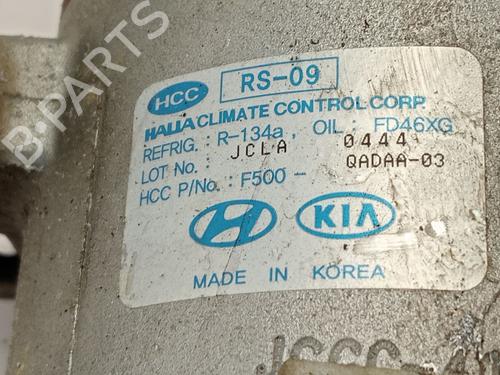 B-PARTS
HCC RS-09
HALLA CLIMATE CONTROL CORP.
REFRIG. : R-134a, OIL : FD46XG
LOT No. : JCLA 0444
HCC P/No. : F500 - QADAA-03
KIA
MADE IN KOREA